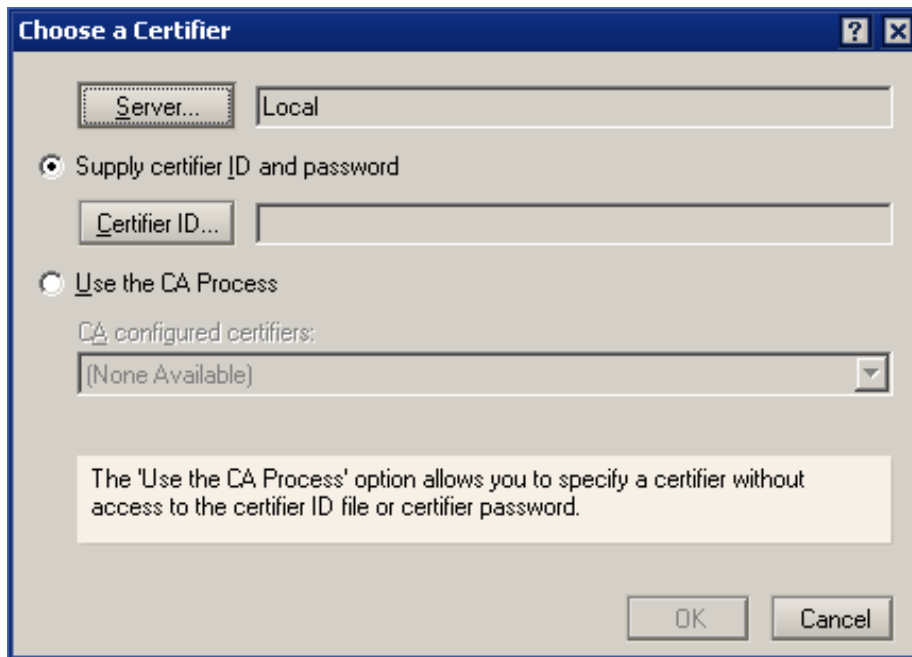 Choose a Certifier
Server... Local
Supply certifier ID and password
Certifier ID...
Use the CA Process
CA configured certifiers:
(None Available)
The 'Use the CA Process' option allows you to specify a certifier without
access to the certifier ID file or certifier password.
OK Cancel